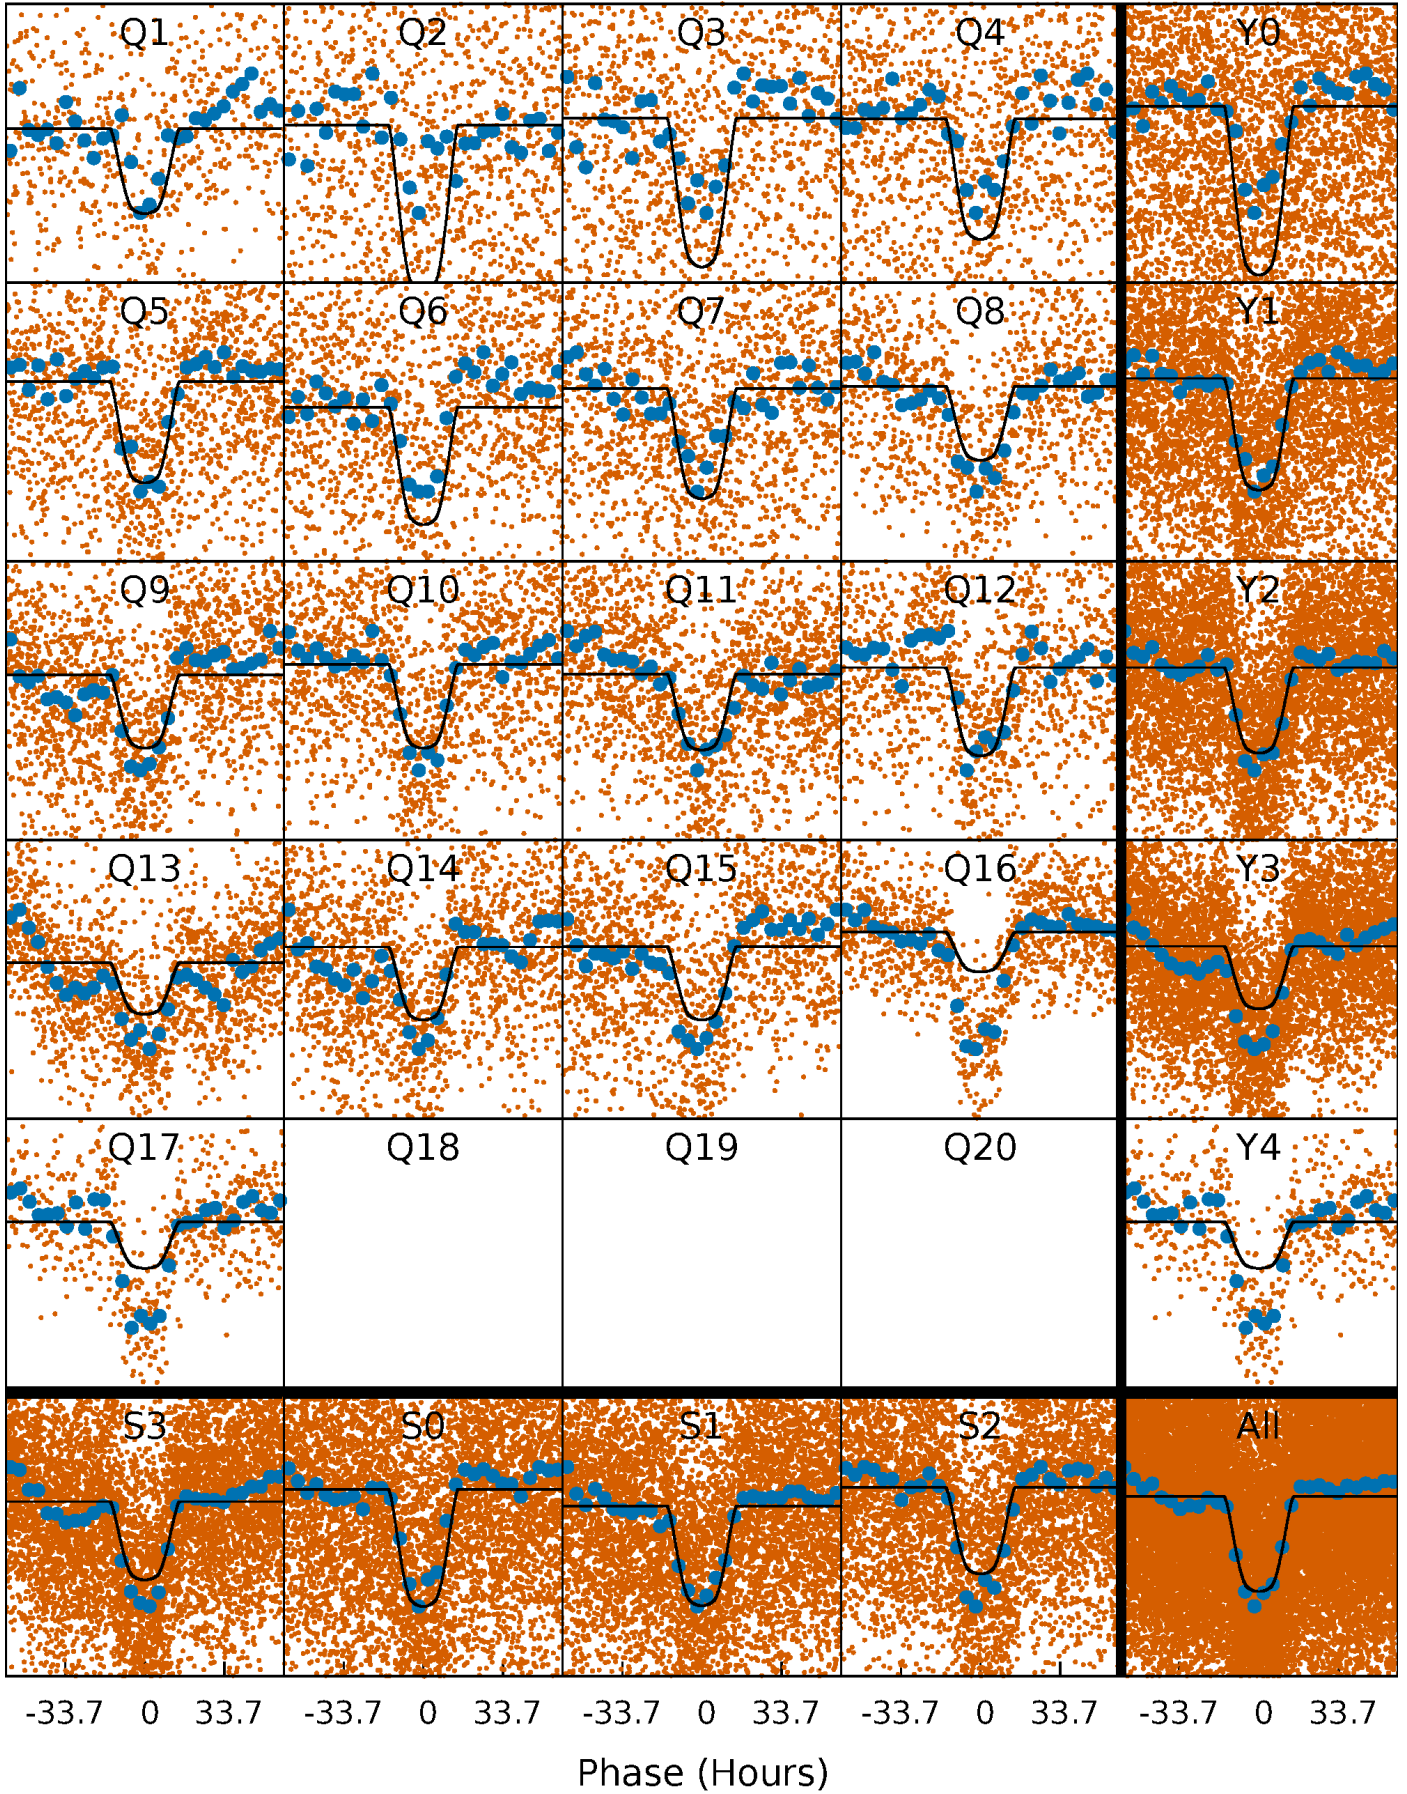 Q1 Q2 Q3 Q4 Y0
Q5 Q6 Q7 Q8 Y1
Q9 Q10 Q11 Q12 Y2
Q13 Q14 Q15 Q16 Y3
Q17 Q18 Q19 Q20 Y4
S3 S0 S1 S2 All
-33.7 0 33.7 -33.7 0 33.7 -33.7 0 33.7 -33.7 0 33.7 -33.7 0 33.7
Phase (Hours)